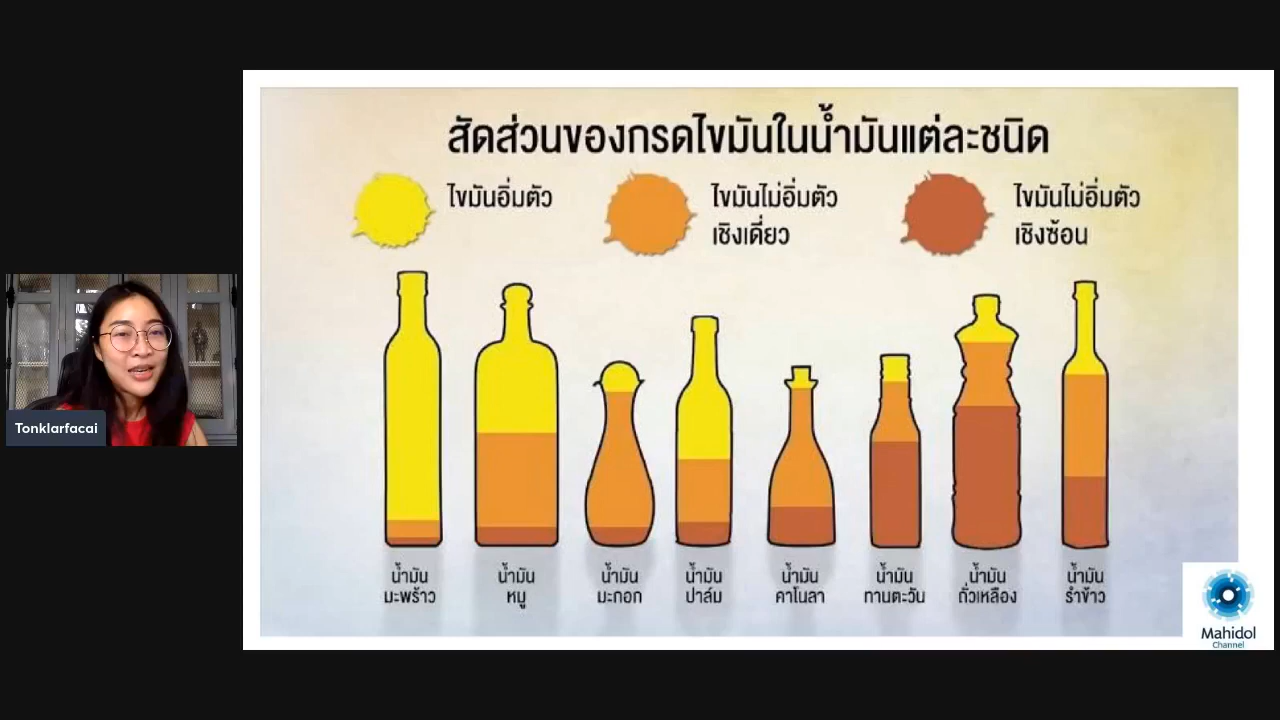 สัดส่วนของกรดไขมันในน้ำมันแต่ละชนิด
ไขมันอิ่มตัว
ไขมันไม่อิ่มตัว
เชิงเดี่ยว
ไขมันไม่อิ่มตัว
เชิงซ้อน
Tonklarfacai
น้ำมัน
มะพร้าว
น้ำมัน
หมู
น้ำมัน
มะกอก
น้ำมัน
ปาล์ม
น้ำมัน
คาโนลา
น้ำมัน
ทานตะวัน
น้ำมัน
ถั่วเหลือง
น้ำมัน
รำข้าว
Mahidol
Channel